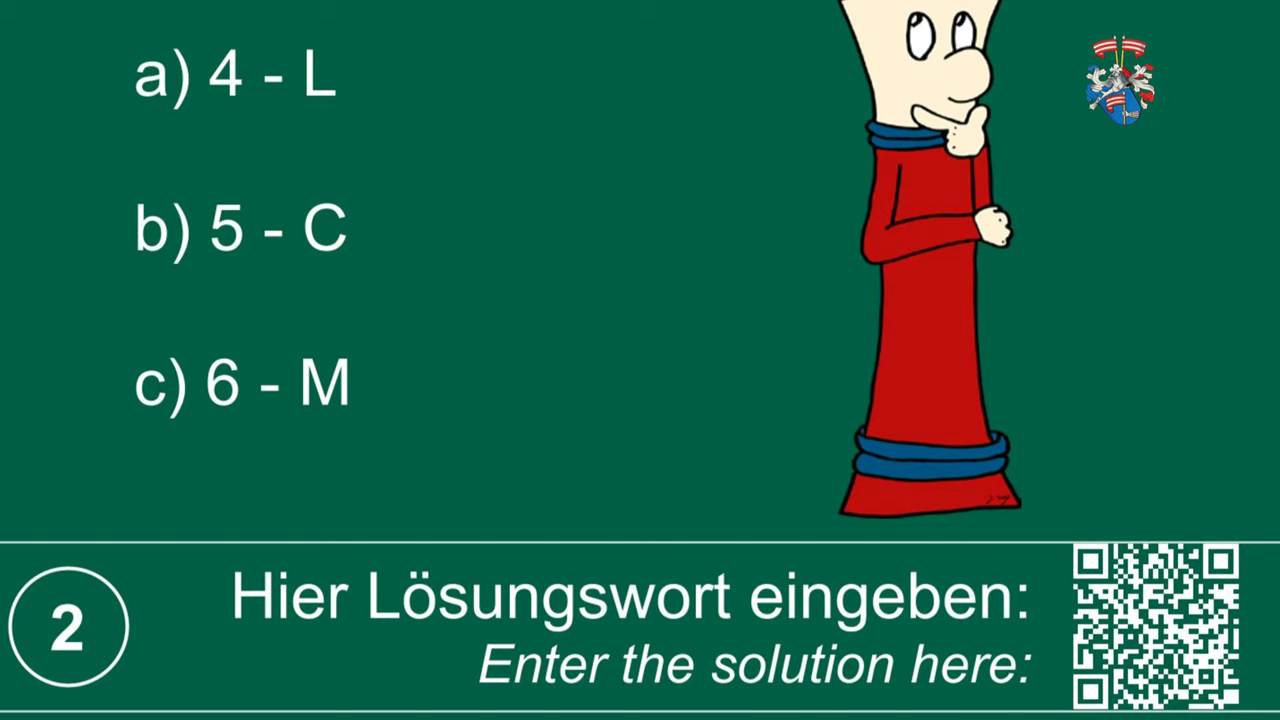 a) 4 - L
b) 5 - C
c) 6 - M
2
Hier Lösungswort eingeben:
Enter the solution here: